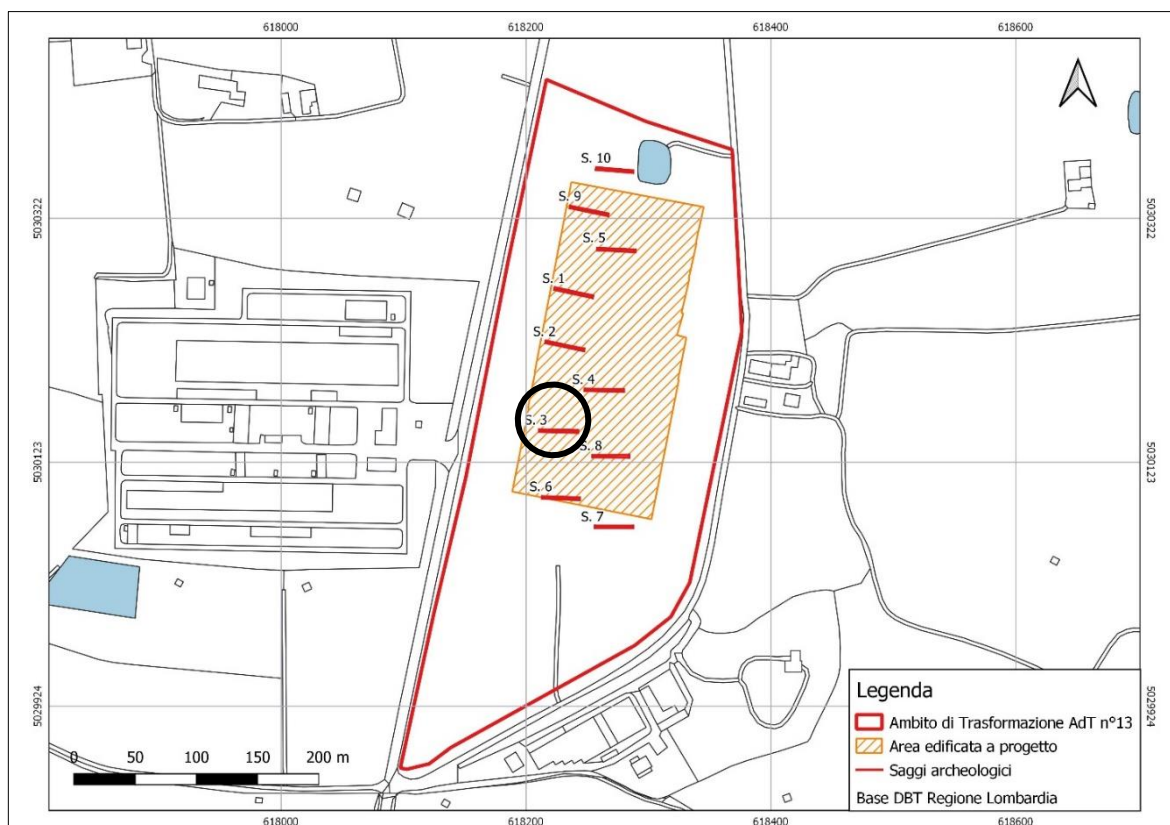 618000 618200 618400 618600
S. 10
5030322 S. 9 5030322
S. 5
S. 1
S. 2
S. 4
S. 3
S. 8
5030123 5030123
S. 6
S. 7
5029924 5029924
Legenda
Ambito di Trasformazione AdT n°13
Area edificata a progetto
Saggi archeologici
Base DBT Regione Lombardia
0 50 100 150 200 m
618000 618200 618400 618600